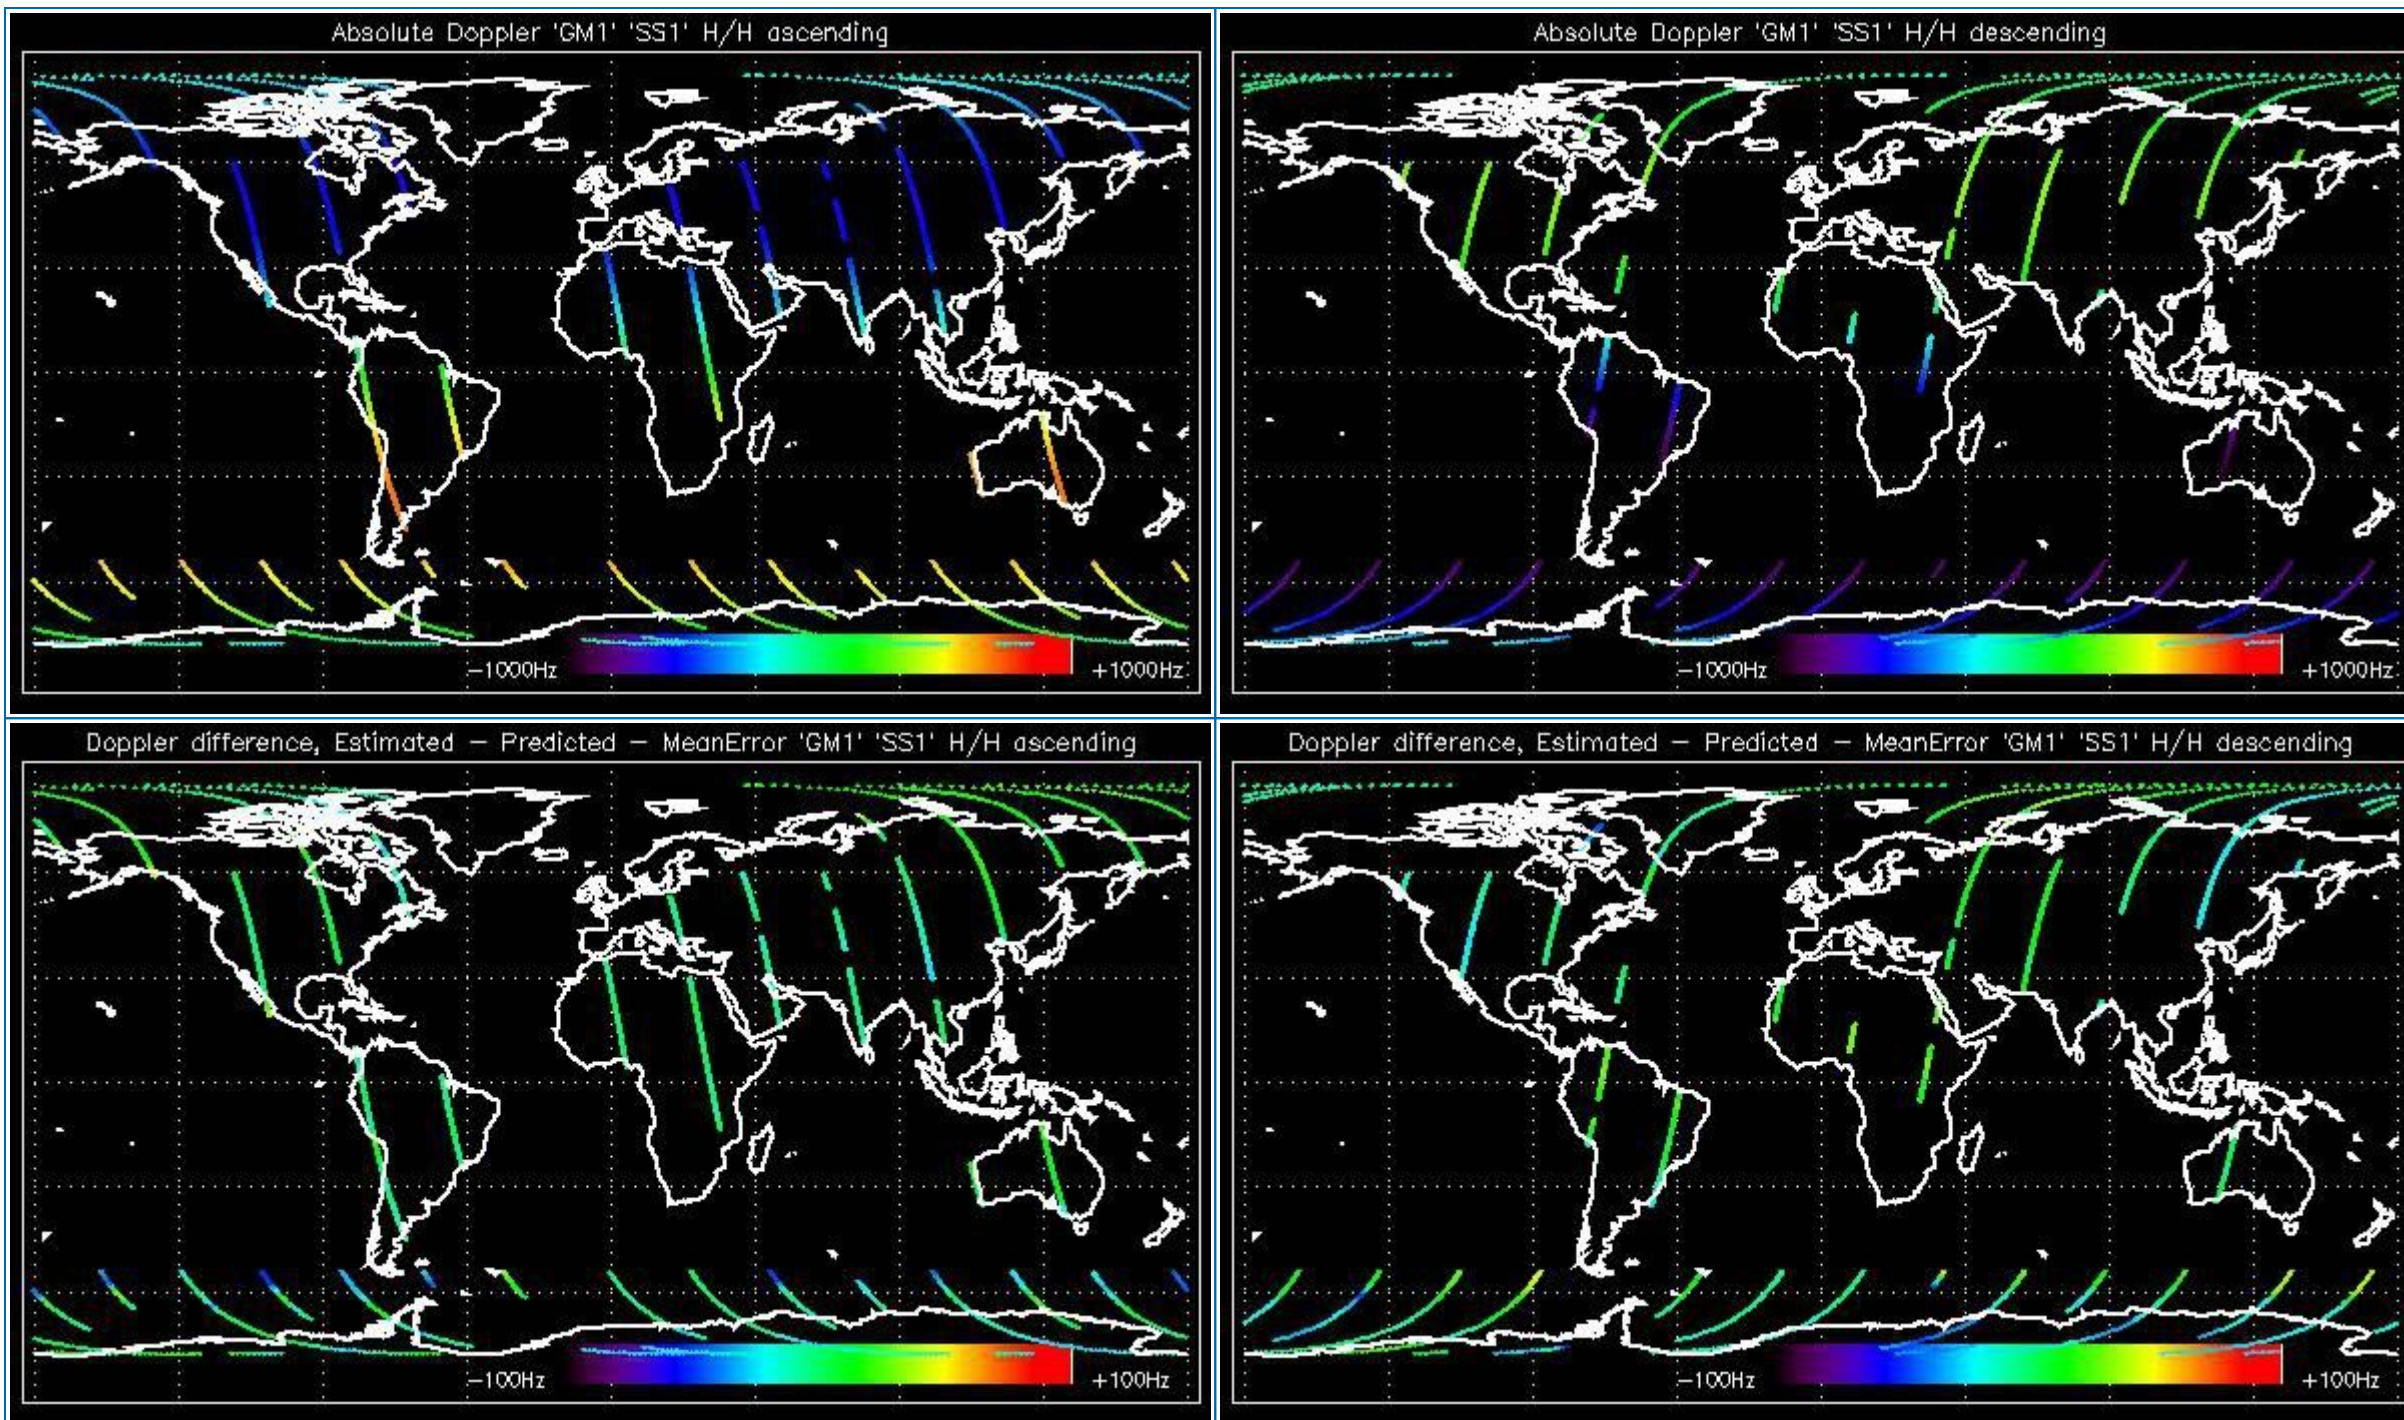 Absolute Doppler 'GM1' 'SS1' H/H ascending
-1000Hz
+1000Hz
Absolute Doppler 'GM1' 'SS1' H/H descending
-1000Hz
+1000Hz
Doppler difference, Estimated – Predicted – MeanError 'GM1' 'SS1' H/H ascending
-100Hz
+100Hz
Doppler difference, Estimated – Predicted – MeanError 'GM1' 'SS1' H/H descending
-100Hz
+100Hz